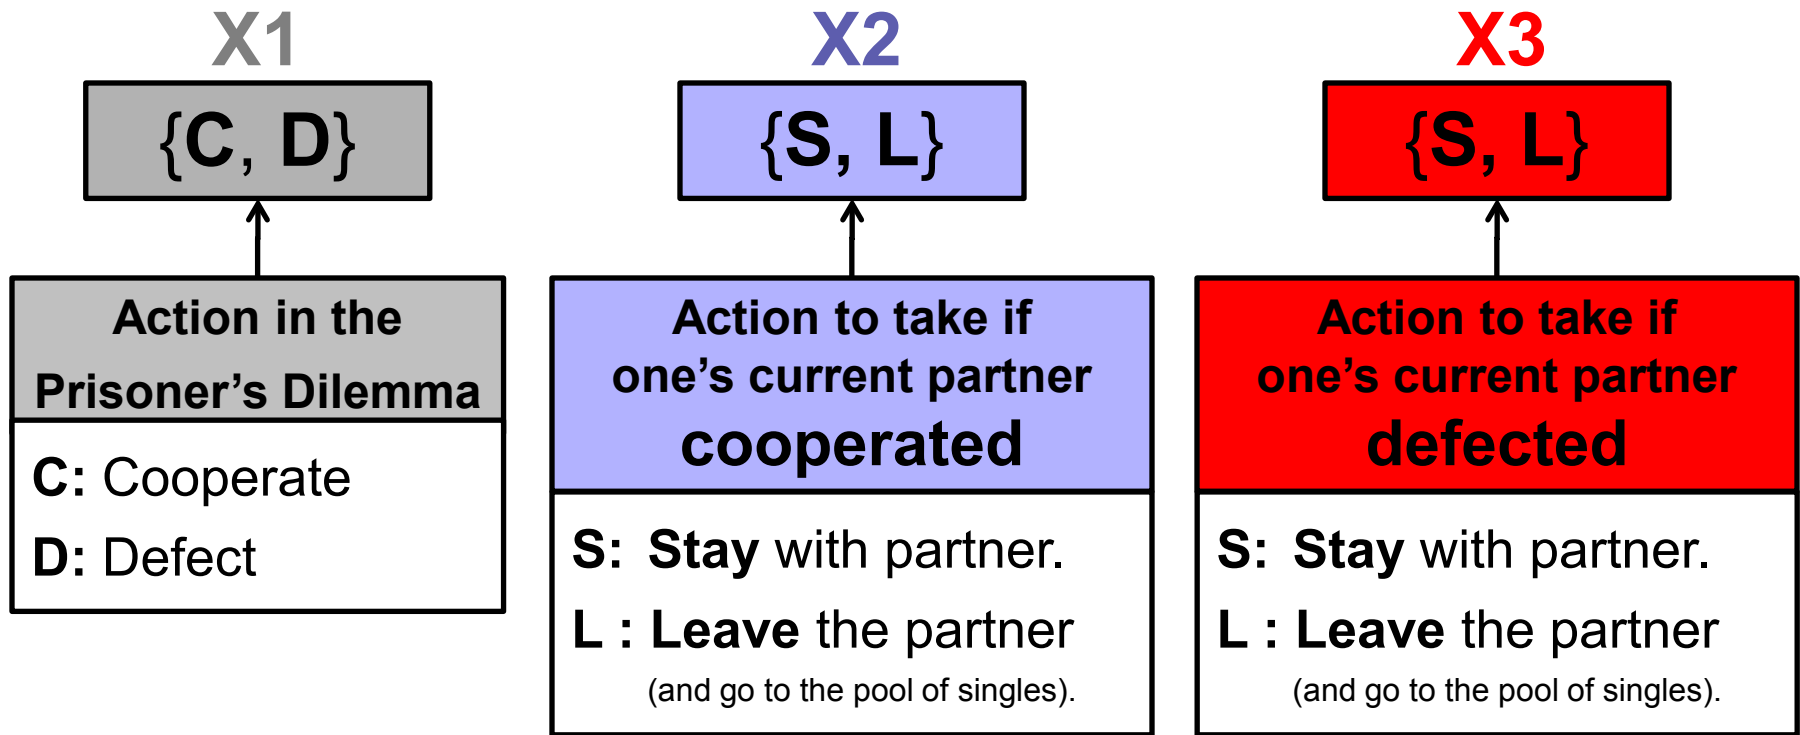 X1
{C, D}
Action in the
Prisoner’s Dilemma
C: Cooperate
D: Defect
X2
{S, L}
Action to take if
one’s current partner
cooperated
S: Stay with partner.
L : Leave the partner
(and go to the pool of singles).
X3
{S, L}
Action to take if
one’s current partner
defected
S: Stay with partner.
L : Leave the partner
(and go to the pool of singles).